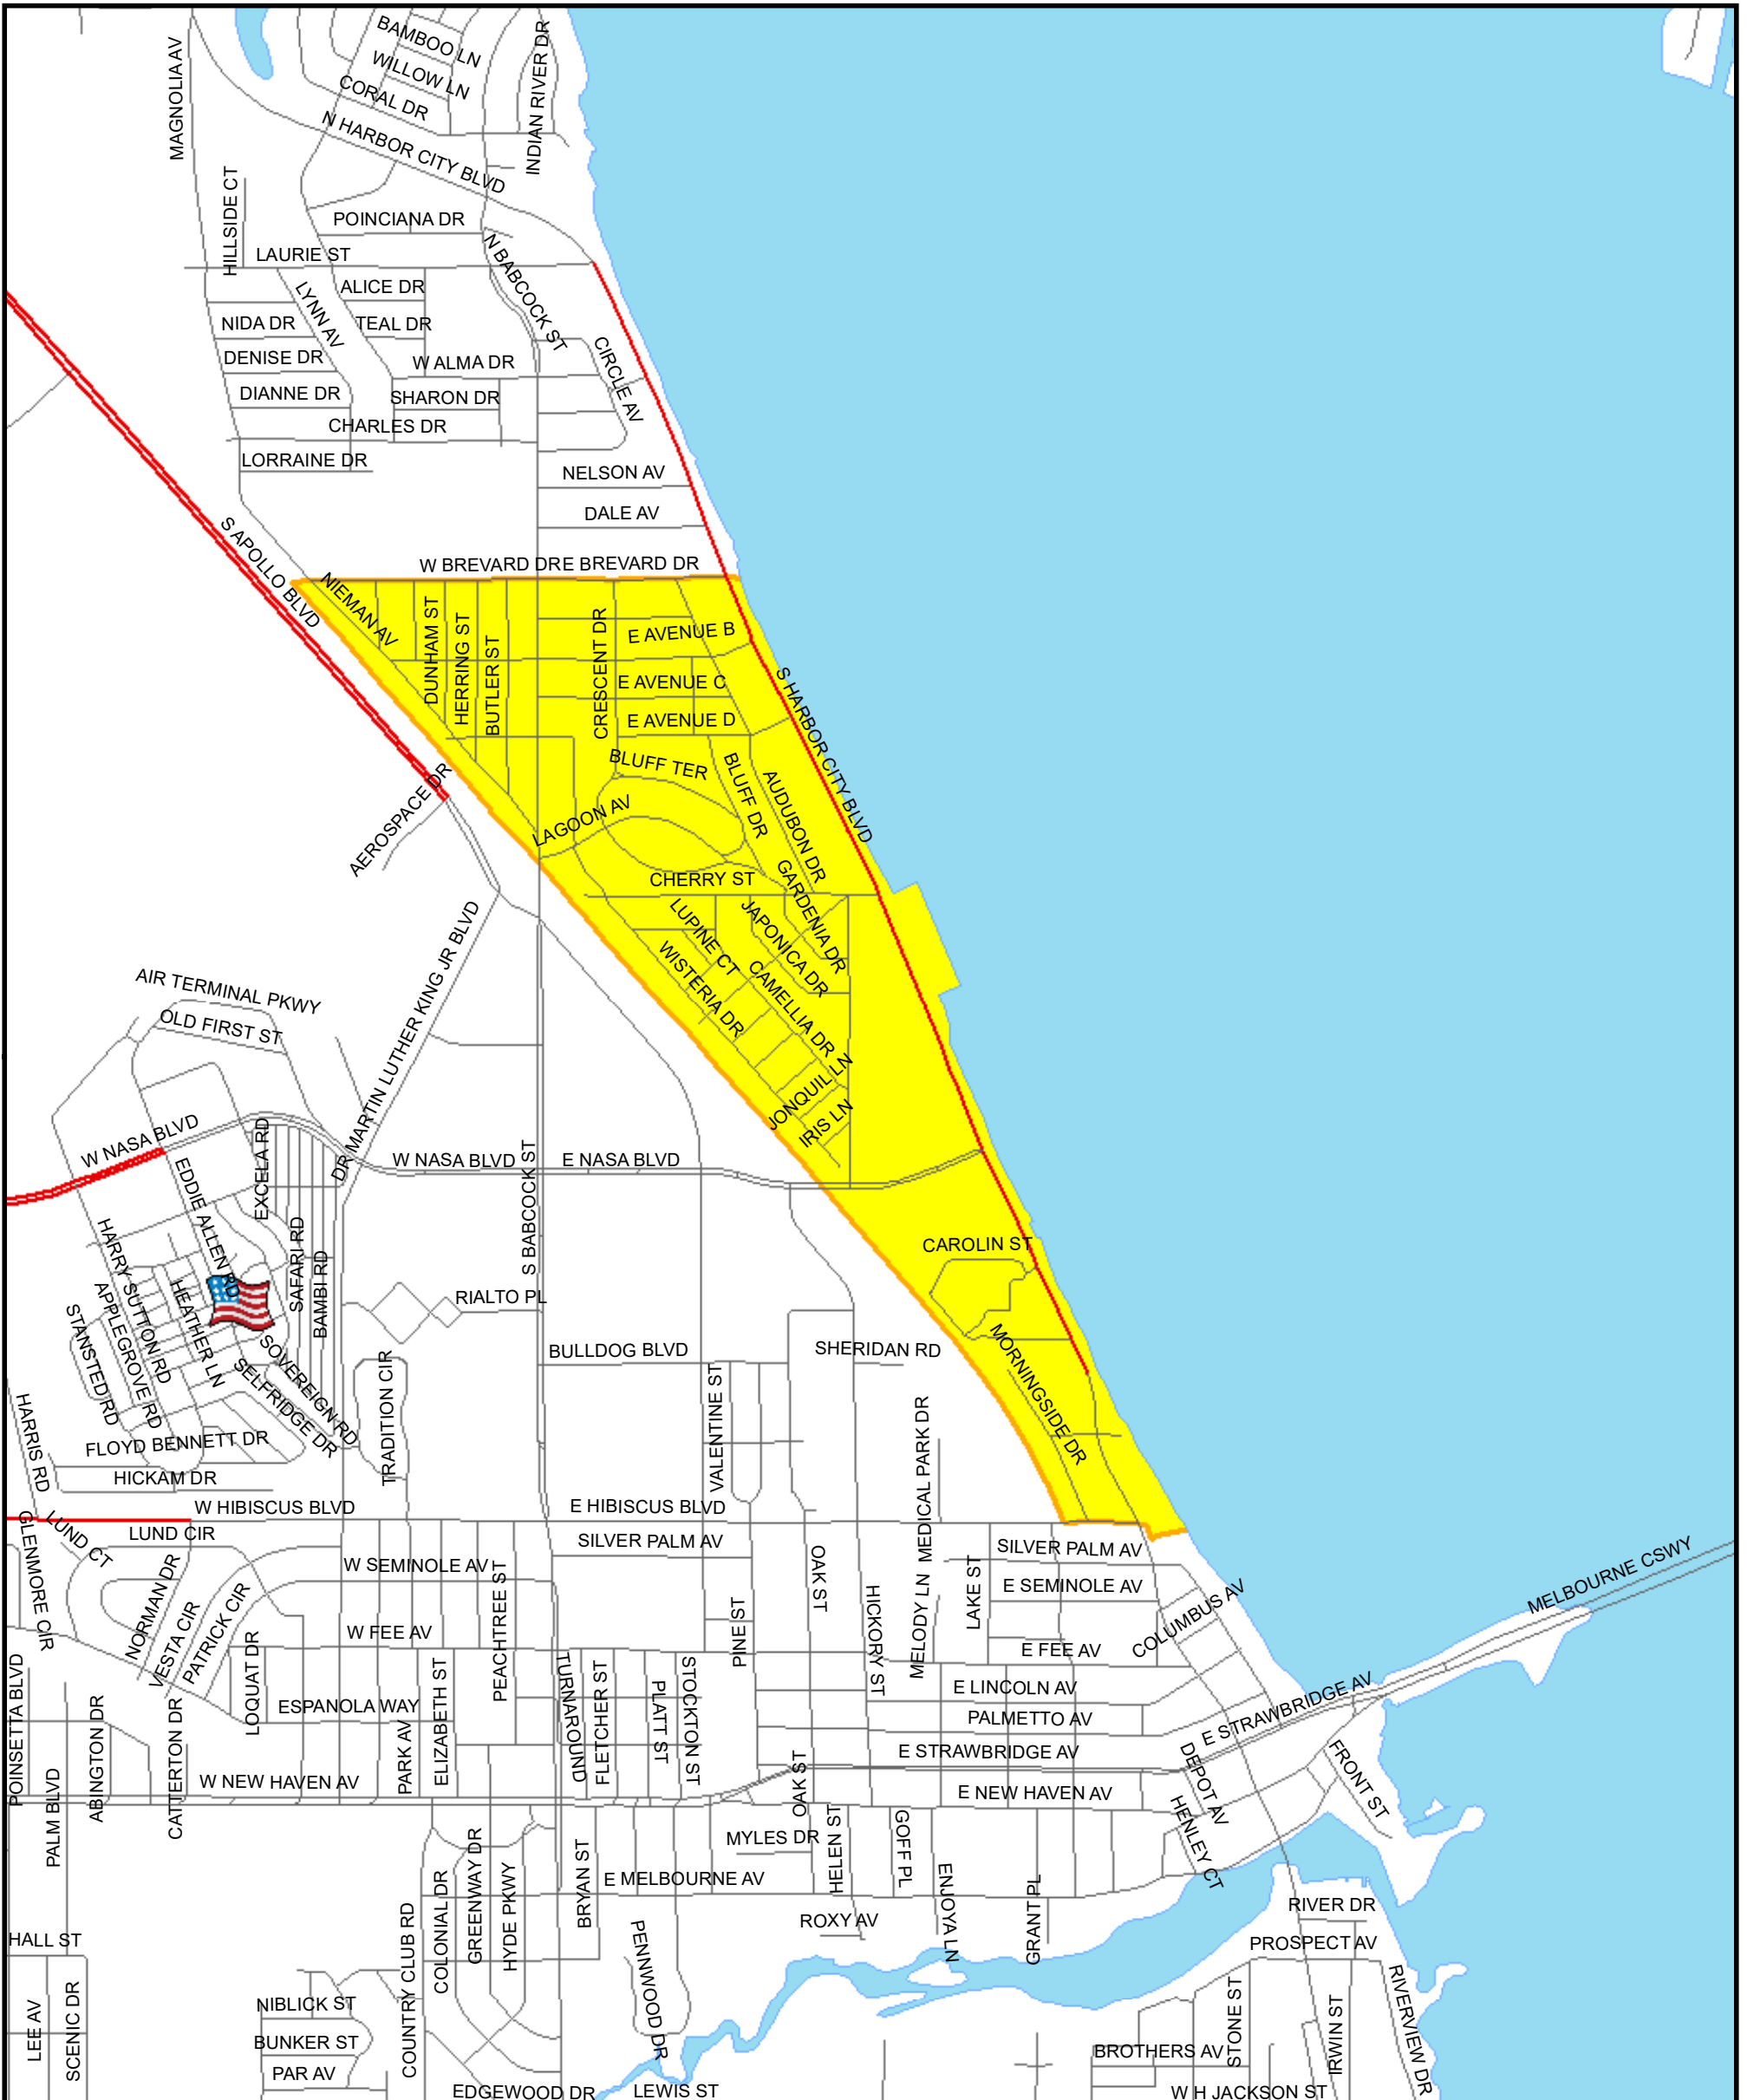 BAMBOO LN
WILLOW LN
CORAL DR
N HARBOR CITY BLVD
INDIAN RIVER DR
MAGNOLIA AV
HILLSIDE CT
POINCIANA DR
LAURIE ST
N BABCOCK ST
ALICE DR
LYNN AV
NIDA DR
TEAL DR
DENISE DR
W ALMA DR
CIRCLE AV
DIANNE DR
SHARON DR
CHARLES DR
LORRAINE DR
NELSON AV
DALE AV
S APOLLO BLVD
W BREVARD DR
E BREVARD DR
NIEMAN AV
DUNHAM ST
HERRING ST
BUTLER ST
CRESCENT DR
E AVENUE B
E AVENUE C
E AVENUE D
S HARBOR CITY BLVD
BLUFF TER
BLUFF DR
AUDUBON DR
AEROSPACE DR
LAGOON AV
CHERRY ST
GARDENIA DR
LUPINE CT
JAPONICA DR
WISTERIA DR
CAMELLIA DR
JONQUIL LN
IRIS LN
AIR TERMINAL PKWY
OLD FIRST ST
DR MARTIN LUTHER KING JR BLVD
W NASA BLVD
EXCELA RD
EDDIE ALLEN RD
W NASA BLVD
E NASA BLVD
S BABCOCK ST
HARRY SUTTON RD
SAFARI RD
BAMBI RD
CAROLIN ST
APPLEGROVE RD
HEATHER LN
STANSTED RD
RIALTO PL
SOVEREIGN RD
SELFRIDGE DR
BULLDOG BLVD
SHERIDAN RD
MORNINGSIDE DR
TRADITION CIR
VALENTINE ST
MEDICAL PARK DR
HARRIS RD
FLOYD BENNETT DR
HICKAM DR
W HIBISCUS BLVD
E HIBISCUS BLVD
GLENMORE CIR
LUND CT
LUND CIR
SILVER PALM AV
SILVER PALM AV
W SEMINOLE AV
E SEMINOLE AV
NORMAN DR
VESTA CIR
PATRICK CIR
PEACHTREE ST
OAK ST
HICKORY ST
MELODY LN
LAKE ST
COLUMBUS AV
MELBOURNE CSWY
W FEE AV
PINE ST
E FEE AV
LOQUAT DR
POINSETTA BLVD
ABINGTON DR
CATTERTON DR
ESPANOLA WAY
PARK AV
ELIZABETH ST
TURNAROUND
FLETCHER ST
PLATT ST
STOCKTON ST
E LINCOLN AV
PALMETTO AV
E STRAWBRIDGE AV
E STRAWBRIDGE AV
W NEW HAVEN AV
E NEW HAVEN AV
DEPOT AV
FRONT ST
PALM BLVD
OAK ST
HENLEY CT
MYLES DR
HELEN ST
GOFF PL
COLONIAL DR
GREENWAY DR
HYDE PKWY
BRYAN ST
E MELBOURNE AV
ENJOYA LN
GRANT PL
RIVER DR
ROXY AV
COUNTRY CLUB RD
PENNWOOD DR
HALL ST
PROSPECT AV
LEE AV
SCENIC DR
NIBLICK ST
BUNKER ST
PAR AV
STONE ST
IRWIN ST
RIVERVIEW DR
BROTHERS AV
EDGEWOOD DR
LEWIS ST
W H JACKSON ST